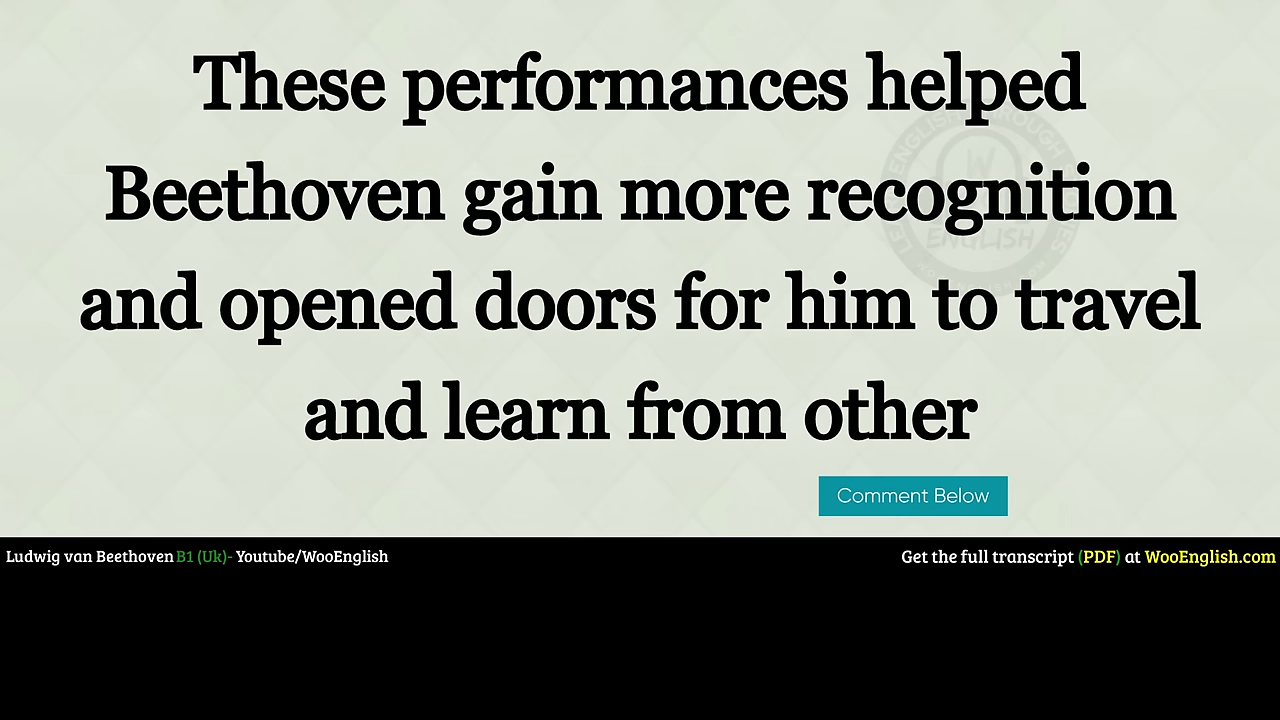 These performances helped
Beethoven gain more recognition
and opened doors for him to travel
and learn from other
Comment Below
Ludwig van Beethoven B1 (Uk)- Youtube/WooEnglish
Get the full transcript (PDF) at WooEnglish.com